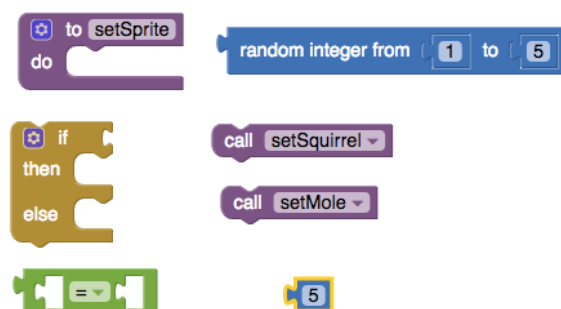 to setSprite
do
random integer from 1 to 5
if
then
else
call setSquirrel
call setMole
=
5